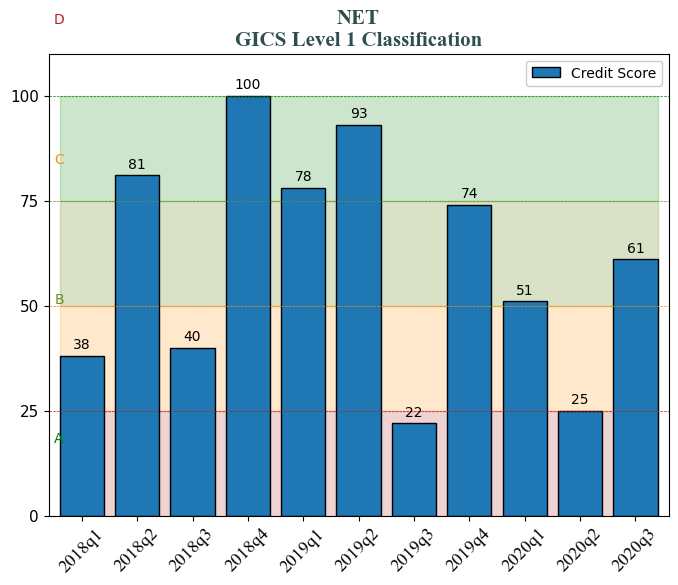 D
NET
GICS Level 1 Classification
Credit Score
100
100
93
C
81
78
75
74
61
B
50
51
38
40
25
25
22
A
0
2018q1
2018q2
2018q3
2018q4
2019q1
2019q2
2019q3
2019q4
2020q1
2020q2
2020q3